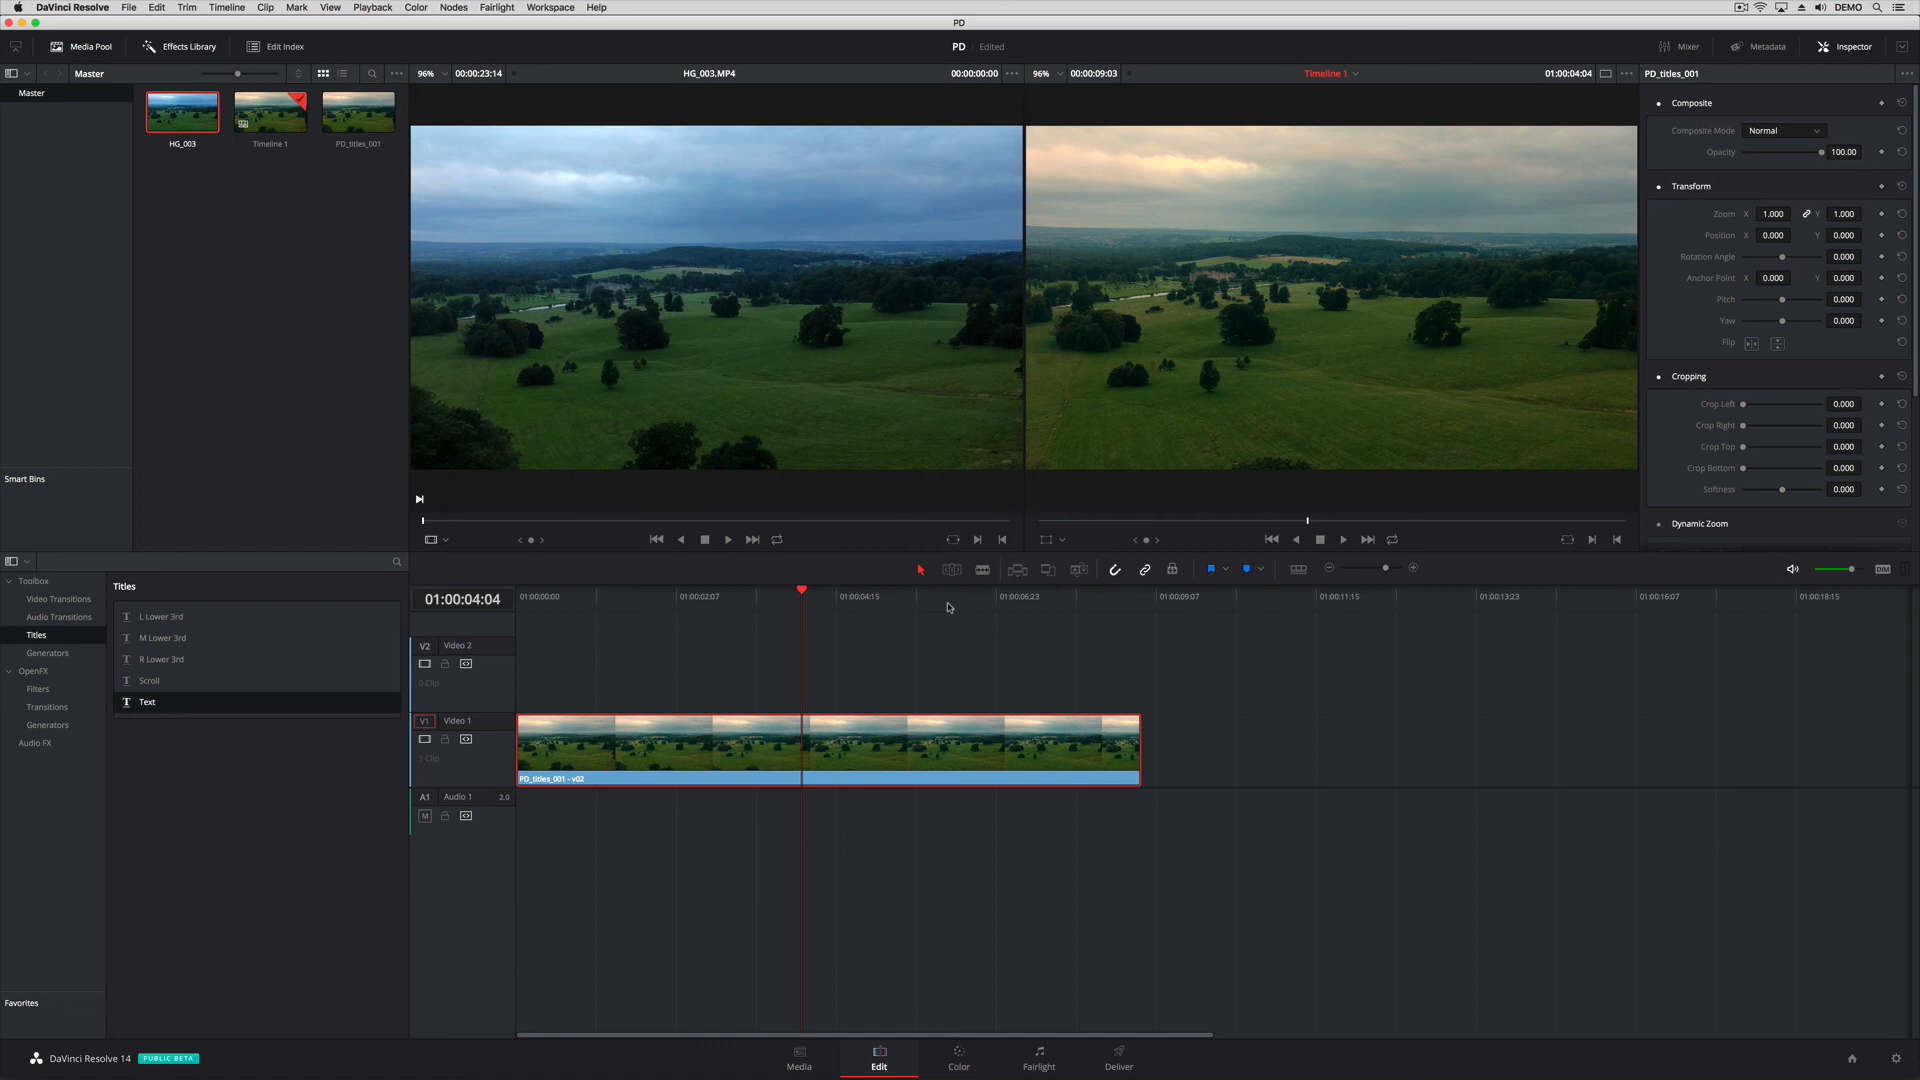 DaVinci Resolve File Edit Trim Timeline Clip Mark View Playback Color Nodes Fairlight Workspace Help DEMO
PD
Media Pool Effects Library Edit Index PD Edited Mixer Metadata Inspector
Master 96% 00:00:23:14 HG_003.MP4 00:00:00:00 96% 00:00:09:03 Timeline 1 01:00:04:04 PD_titles_001
Master
HG_003 Timeline 1 PD_titles_001
Smart Bins
Composite
Composite Mode Normal
Opacity 100.00
Transform
Zoom X 1.000 Y 1.000
Position X 0.000 Y 0.000
Rotation Angle 0.000
Anchor Point X 0.000 Y 0.000
Pitch 0.000
Yaw 0.000
Flip
Cropping
Crop Left 0.000
Crop Right 0.000
Crop Top 0.000
Crop Bottom 0.000
Softness 0.000
Dynamic Zoom
DIM
Toolbox
Video Transitions
Audio Transitions
Titles
Generators
OpenFX
Filters
Transitions
Generators
Audio FX
Favorites
Titles
T L Lower 3rd
T M Lower 3rd
T R Lower 3rd
T Scroll
T Text
01:00:04:04 01:00:00:00 01:00:02:07 01:00:04:15 01:00:06:23 01:00:09:07 01:00:11:15 01:00:13:23 01:00:16:07 01:00:18:15
V2 Video 2
0 Clip
V1 Video 1
1 Clip
PD_titles_001 - v02
A1 Audio 1 2.0
M
DaVinci Resolve 14 PUBLIC BETA
Media Edit Color Fairlight Deliver